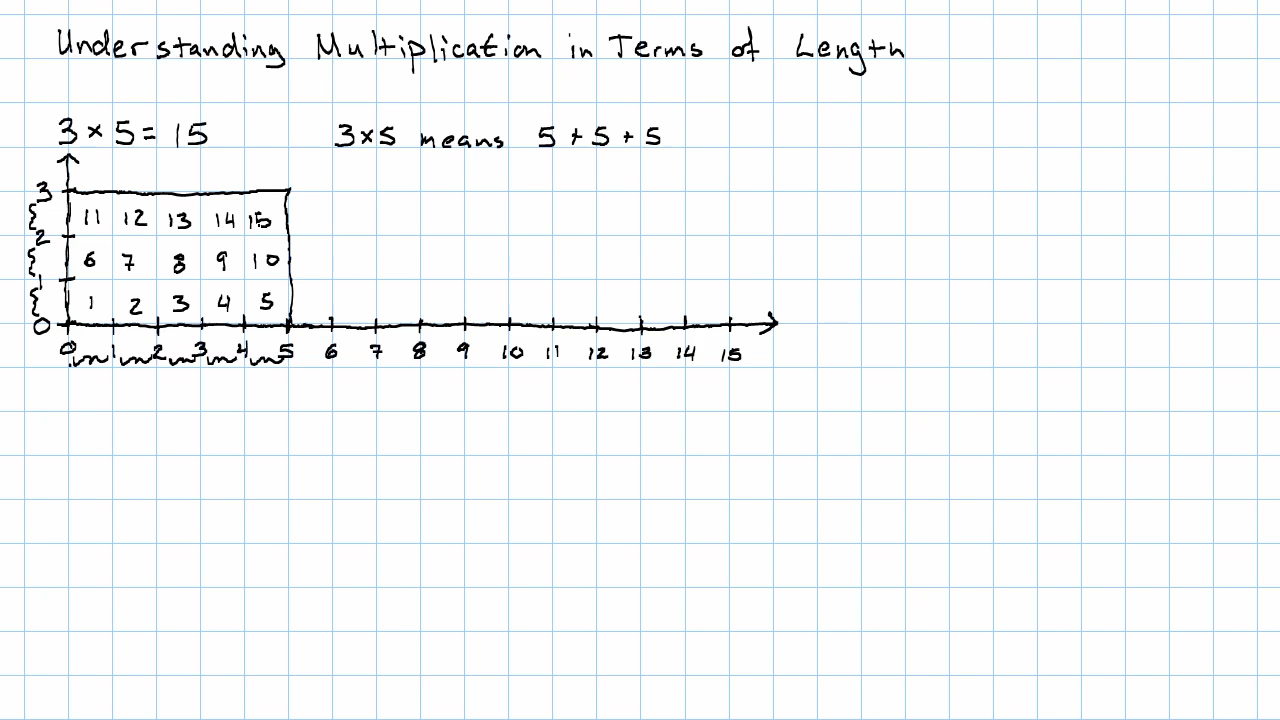 Understanding Multiplication in Terms of Length
3 × 5 = 15 3×5 means 5 + 5 + 5
3
11 12 13 14 15
2
6 7 8 9 10
1
1 2 3 4 5
0
0 1 2 3 4 5 6 7 8 9 10 11 12 13 14 15